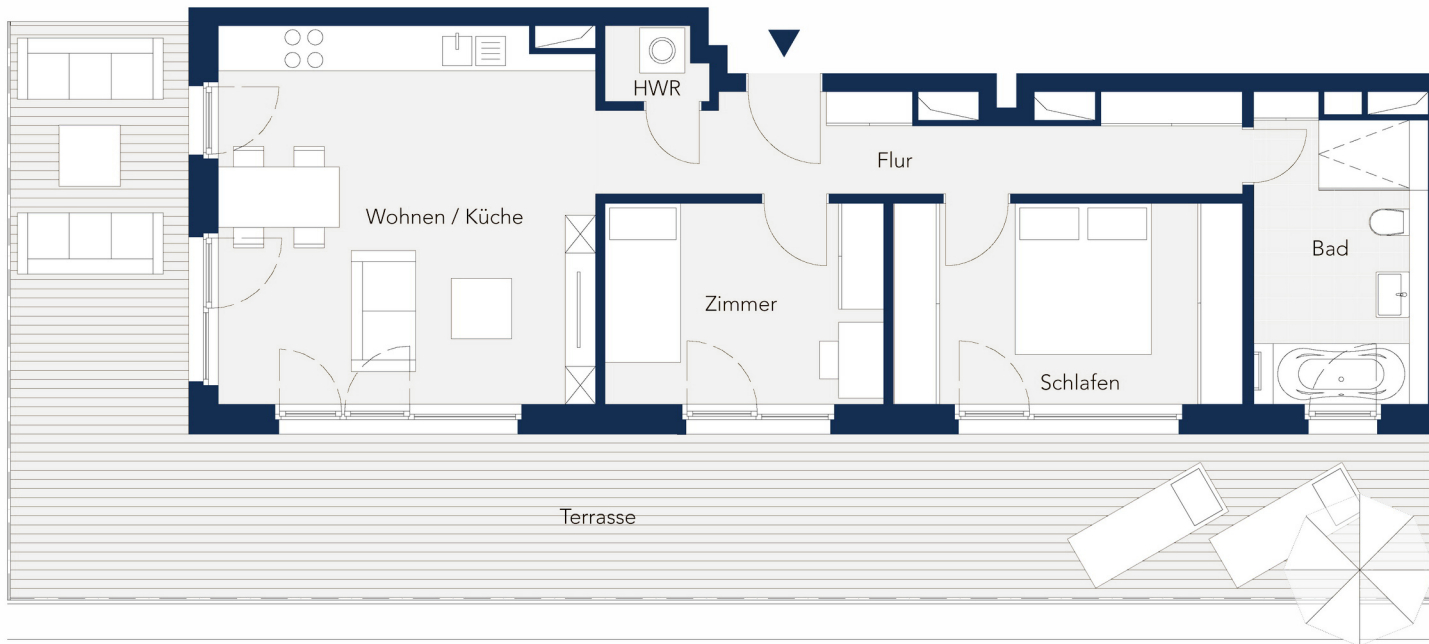 HWR
Flur
Wohnen / Küche
Bad
Zimmer
Schlafen
Terrasse